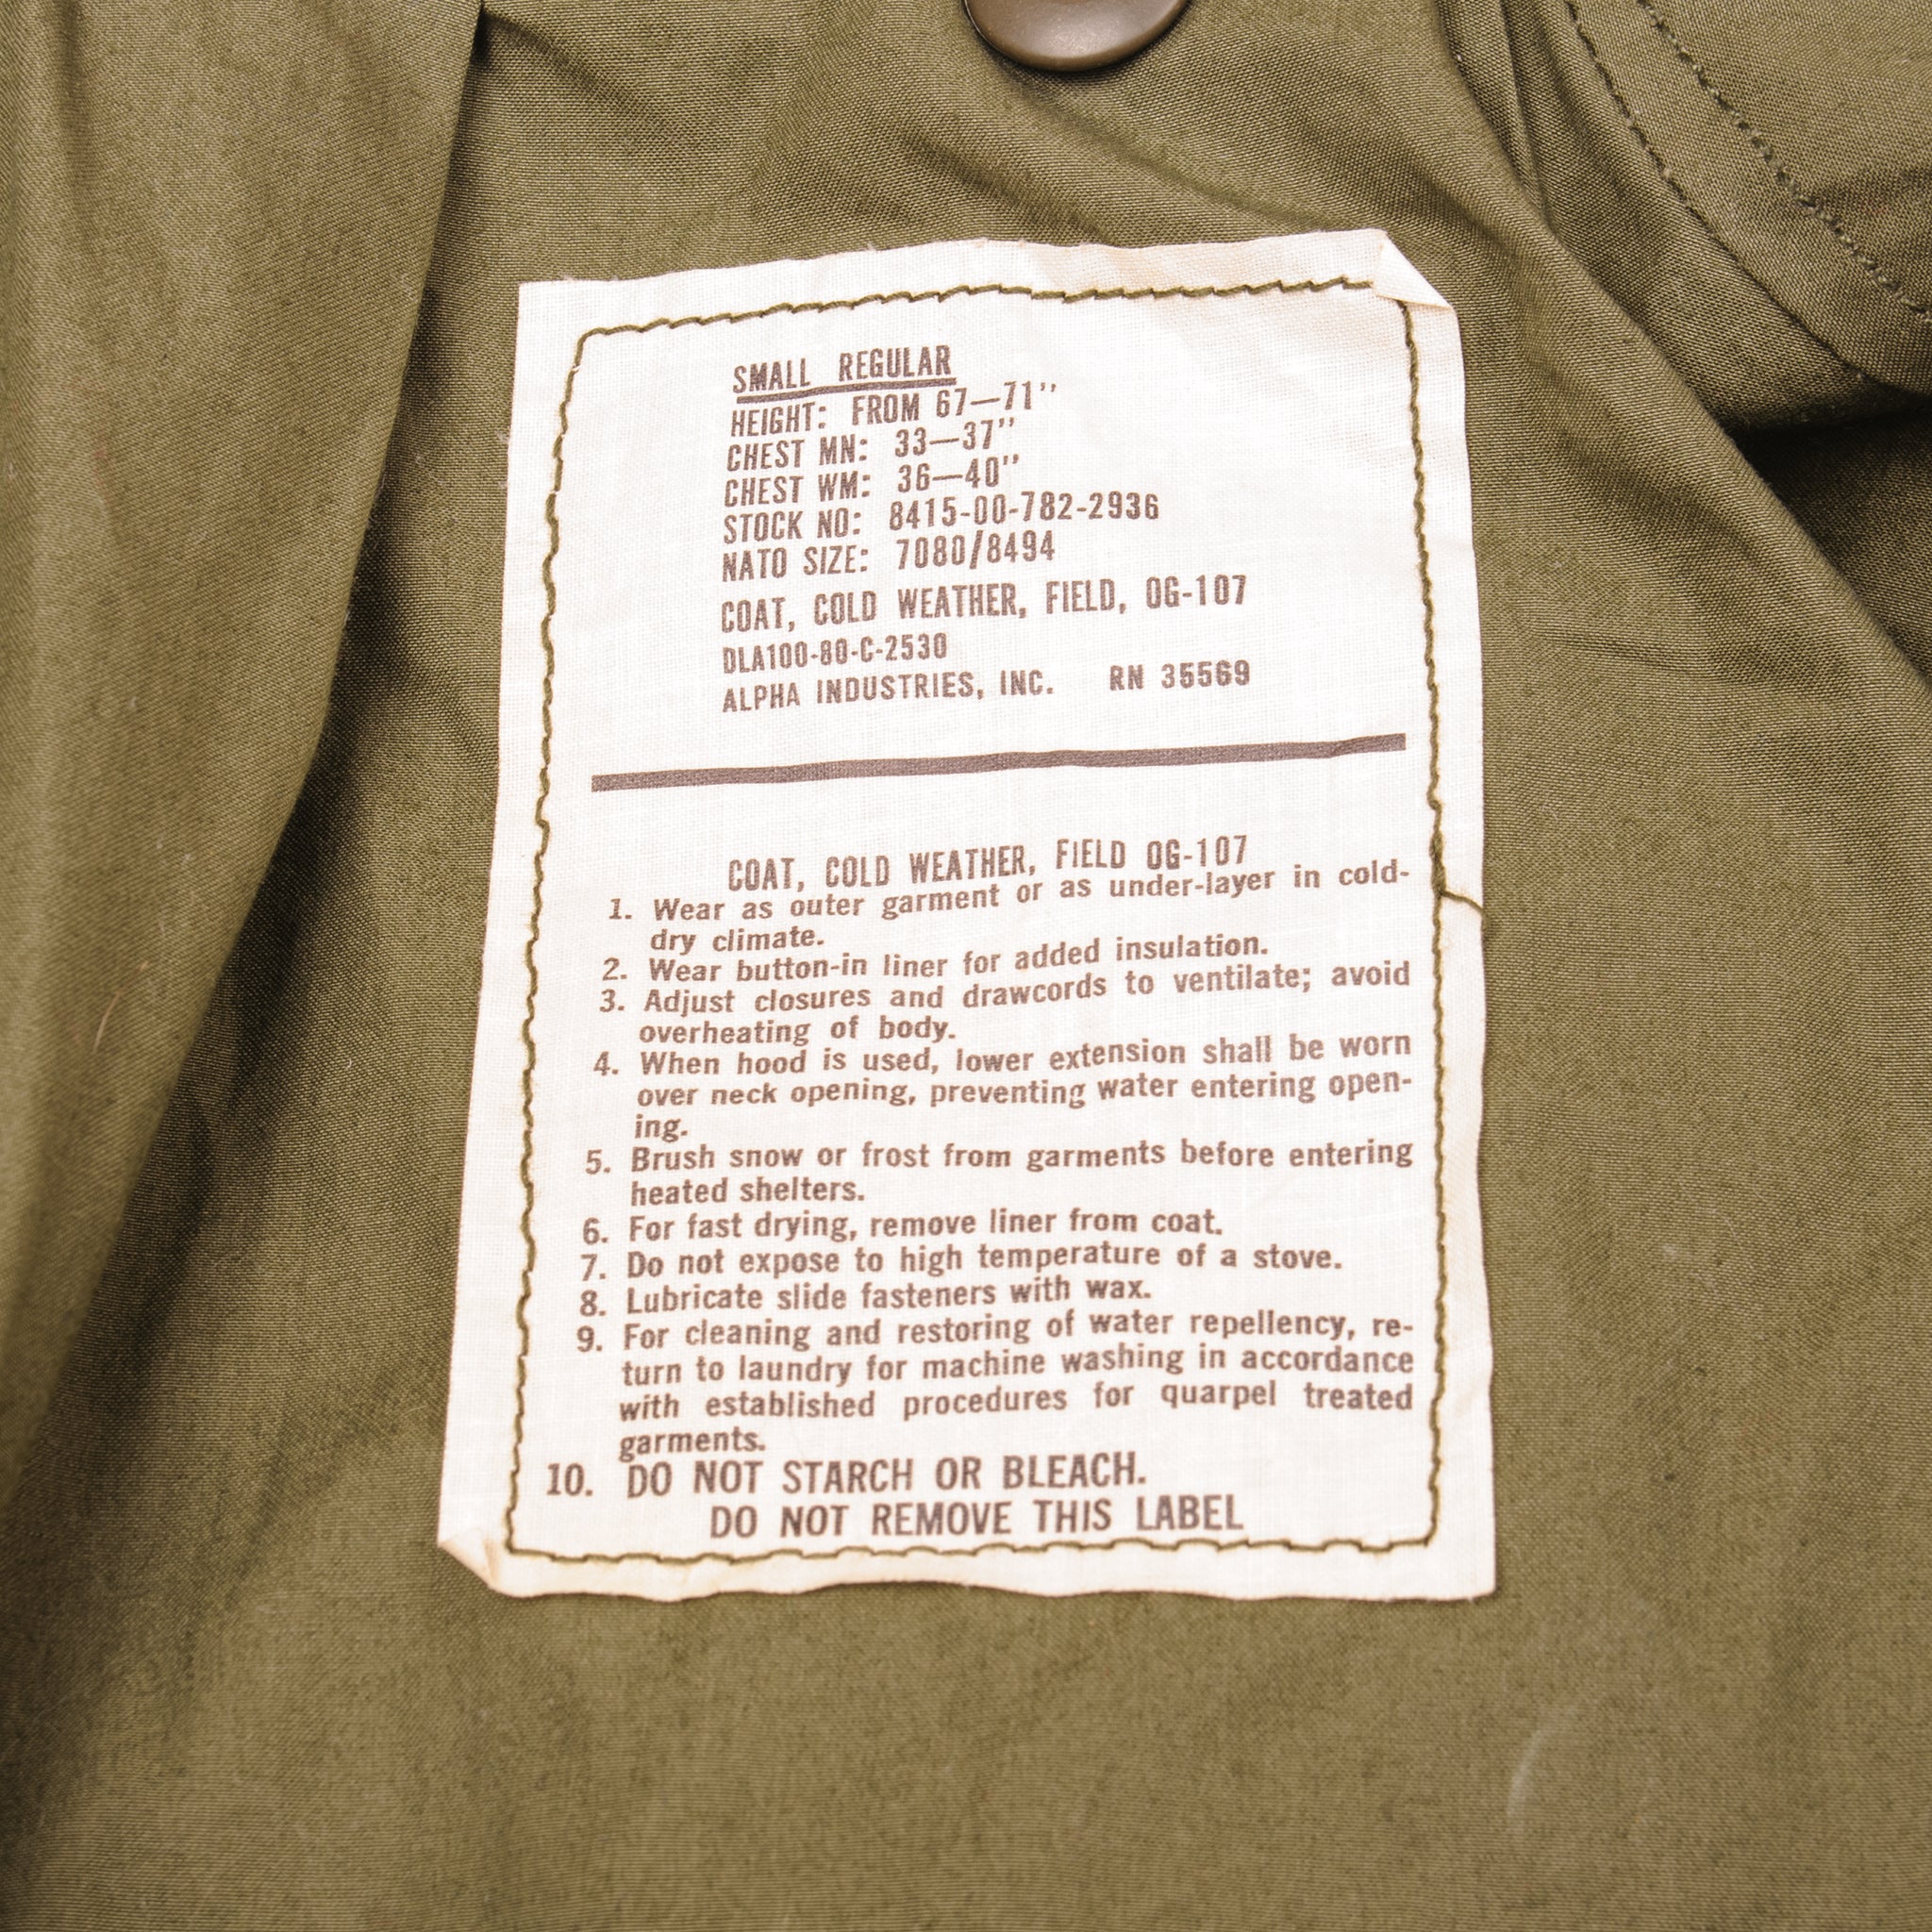 SMALL REGULAR
HEIGHT: FROM 67—71"
CHEST MN: 33—37"
CHEST WM: 36—40"
STOCK NO: 8415-00-782-2936
NATO SIZE: 7080/8494
COAT, COLD WEATHER, FIELD, OG-107
DLA100-80-C-2530
ALPHA INDUSTRIES, INC. RN 35569
COAT, COLD WEATHER, FIELD OG-107
1. Wear as outer garment or as under-layer in cold-
dry climate.
2. Wear button-in liner for added insulation.
3. Adjust closures and drawcords to ventilate; avoid
overheating of body.
4. When hood is used, lower extension shall be worn
over neck opening, preventing water entering open-
ing.
5. Brush snow or frost from garments before entering
heated shelters.
6. For fast drying, remove liner from coat.
7. Do not expose to high temperature of a stove.
8. Lubricate slide fasteners with wax.
9. For cleaning and restoring of water repellency, re-
turn to laundry for machine washing in accordance
with established procedures for quarpel treated
garments.
10. DO NOT STARCH OR BLEACH.
DO NOT REMOVE THIS LABEL